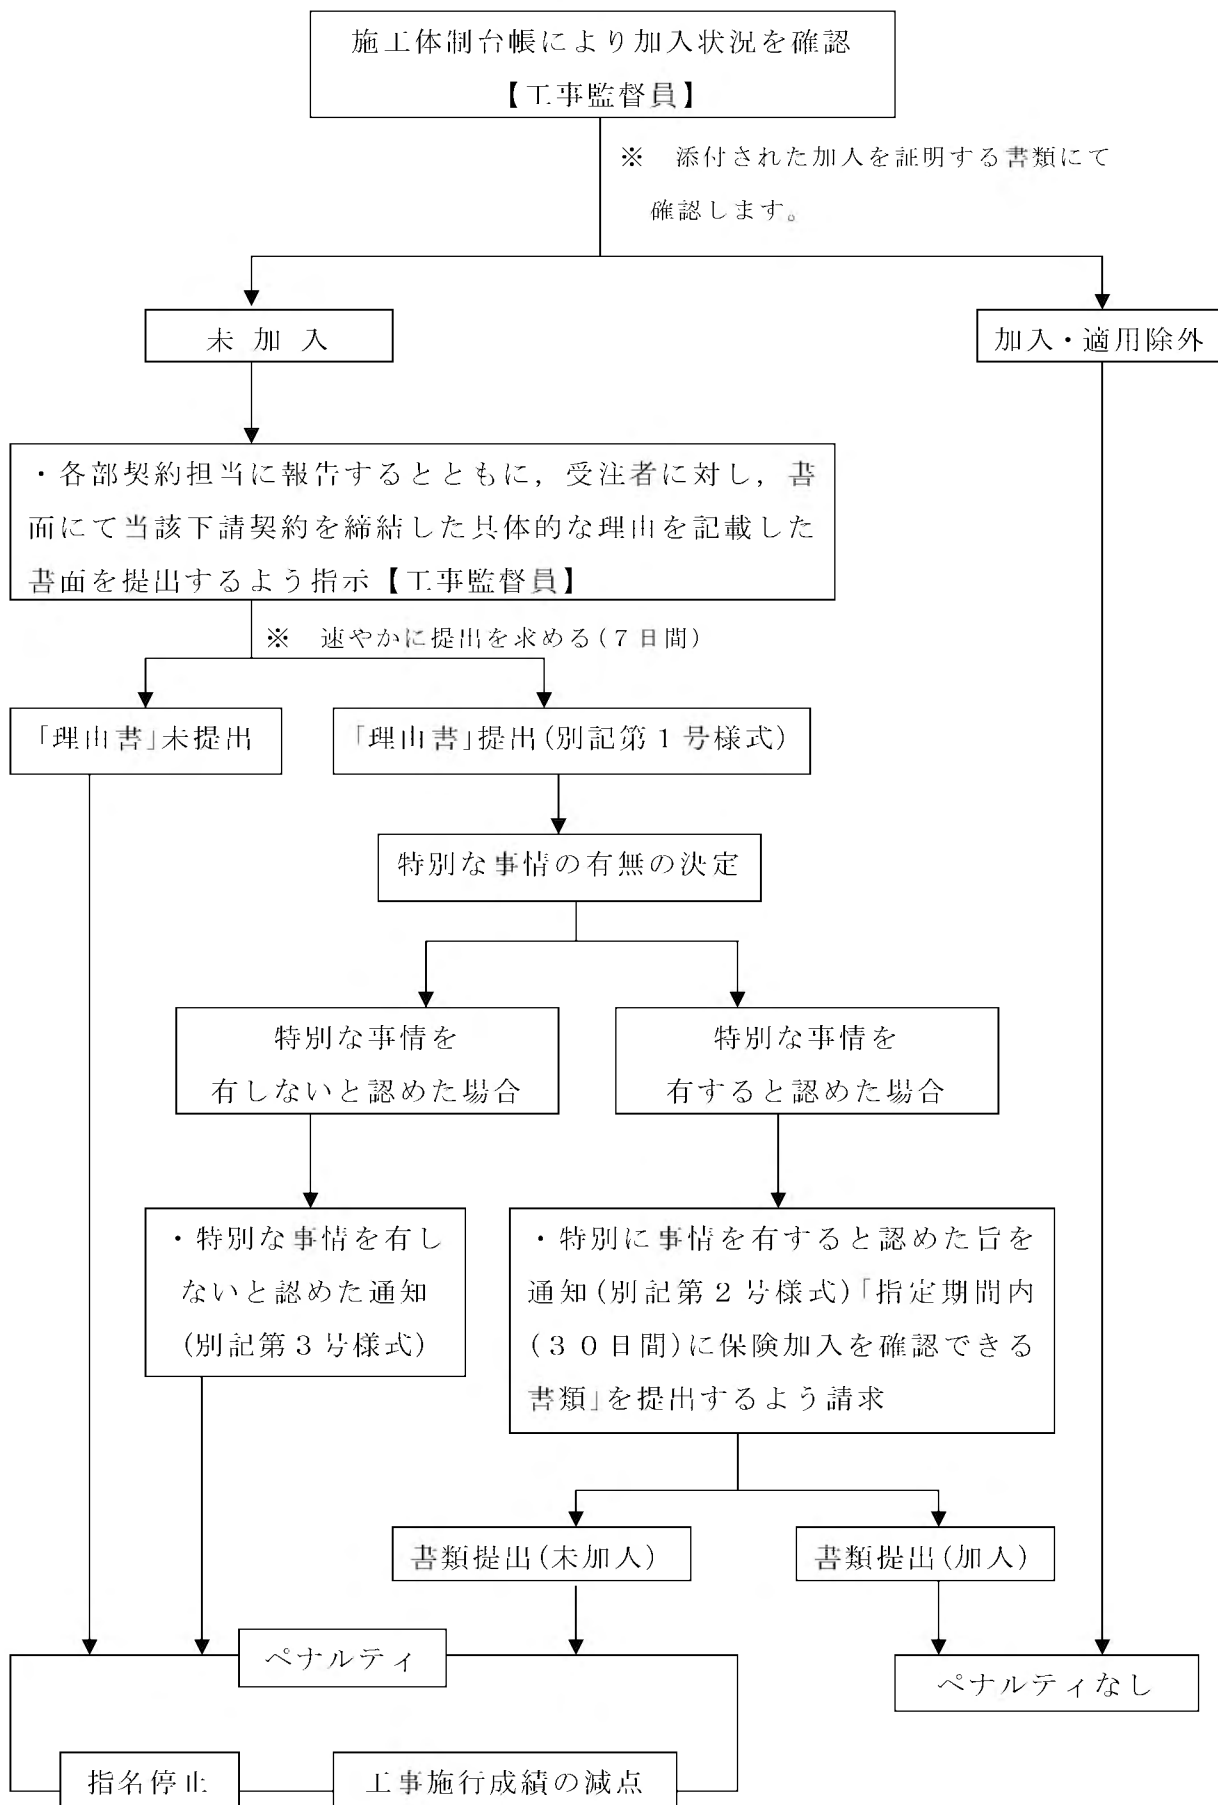 施工体制台帳により加入状況を確認
【工事監督員】
※　添付された加入を証明する書類にて
確認します。
未 加 入
加入・適用除外
・各部契約担当に報告するとともに，受注者に対し，書
面にて当該下請契約を締結した具体的な理由を記載した
書面を提出するよう指示【工事監督員】
※　速やかに提出を求める(７日間)
「理由書」未提出
「理由書」提出(別記第１号様式)
特別な事情の有無の決定
特別な事情を
有しないと認めた場合
特別な事情を
有すると認めた場合
・特別な事情を有し
ないと認めた通知
(別記第３号様式)
・特別に事情を有すると認めた旨を
通知(別記第２号様式)「指定期間内
(３０日間)に保険加入を確認できる
書類」を提出するよう請求
書類提出(未加入)
書類提出(加入)
ペナルティ
ペナルティなし
指名停止
工事施行成績の減点